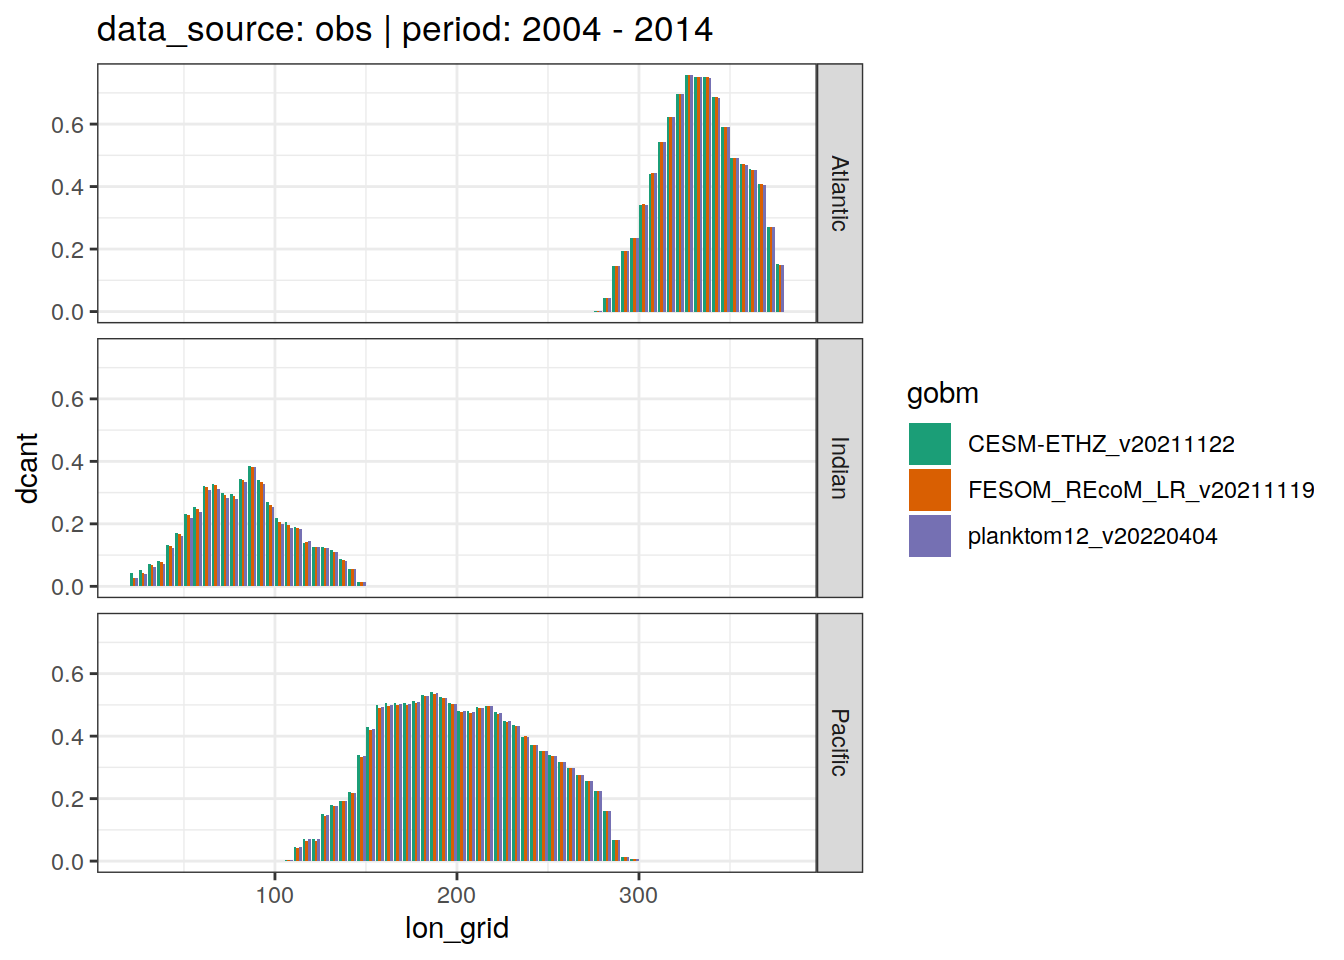 data_source: obs | period: 2004 - 2014
0.6
0.4
0.2
0.0
Atlantic
0.6
0.4
0.2
0.0
Indian
0.6
0.4
0.2
0.0
Pacific
dcant
100
200
300
lon_grid
gobm
CESM-ETHZ_v20211122
FESOM_REcoM_LR_v20211119
planktom12_v20220404